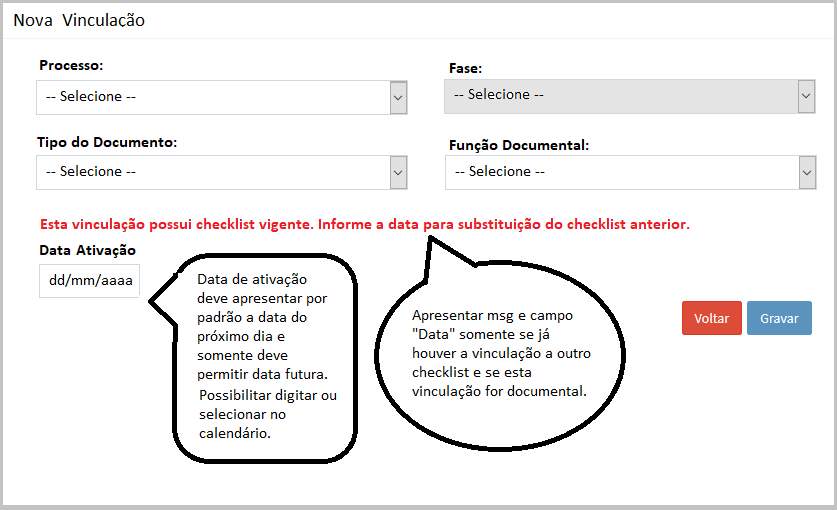 Nova Vinculação
Processo:
Fase:
-- Selecione --
-- Selecione --
Tipo do Documento:
Função Documental:
-- Selecione --
-- Selecione --
Esta vinculação possui checklist vigente. Informe a data para substituição do checklist anterior.
Data Ativação
dd/mm/aaaa
Data de ativação
deve apresentar por
padrão a data do
próximo dia e
somente deve
permitir data futura.
Possibilitar digitar ou
selecionar no
calendário.
Apresentar msg e campo
"Data" somente se já
houver a vinculação a outro
checklist e se esta
vinculação for documental.
Voltar
Gravar